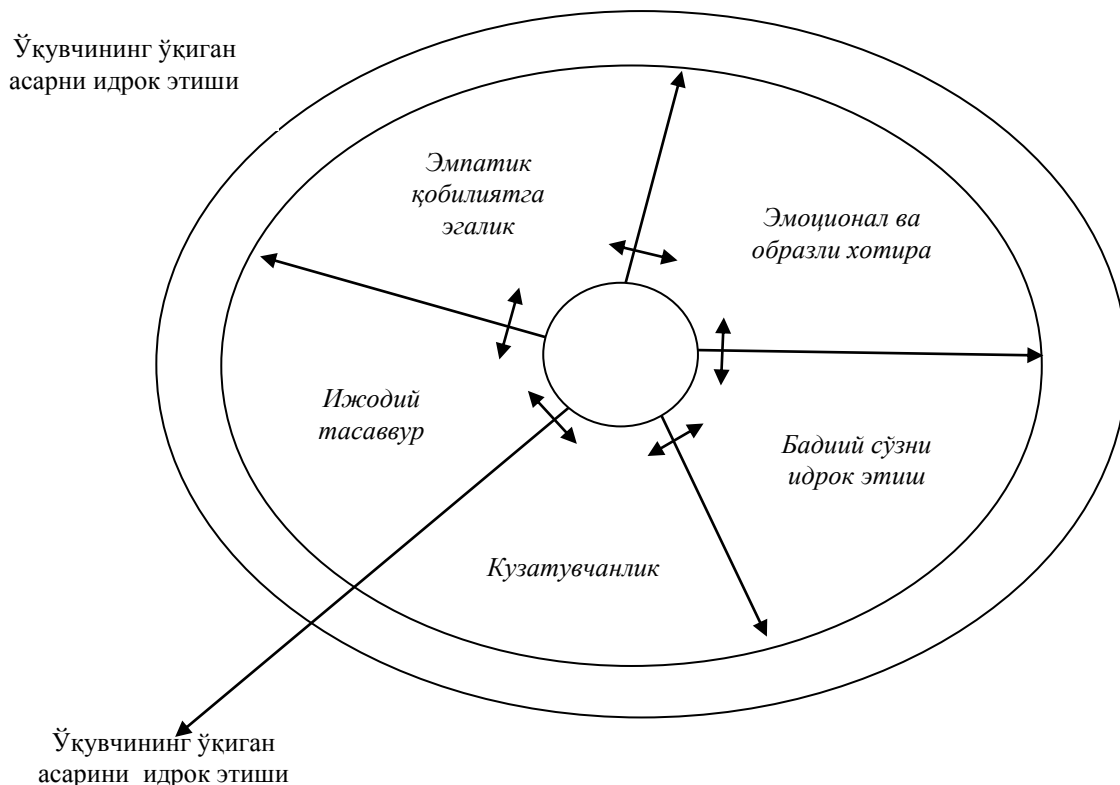 Ўқувчининг ўқиган
асарни идрок этиши
Эмпатик
қобилиятга
эгалик
Эмоционал ва
образли хотира
Ижодий
тасаввур
Бадиий сўзни
идрок этиш
Кузатувчанлик
Ўқувчининг ўқиган
асарини идрок этиши